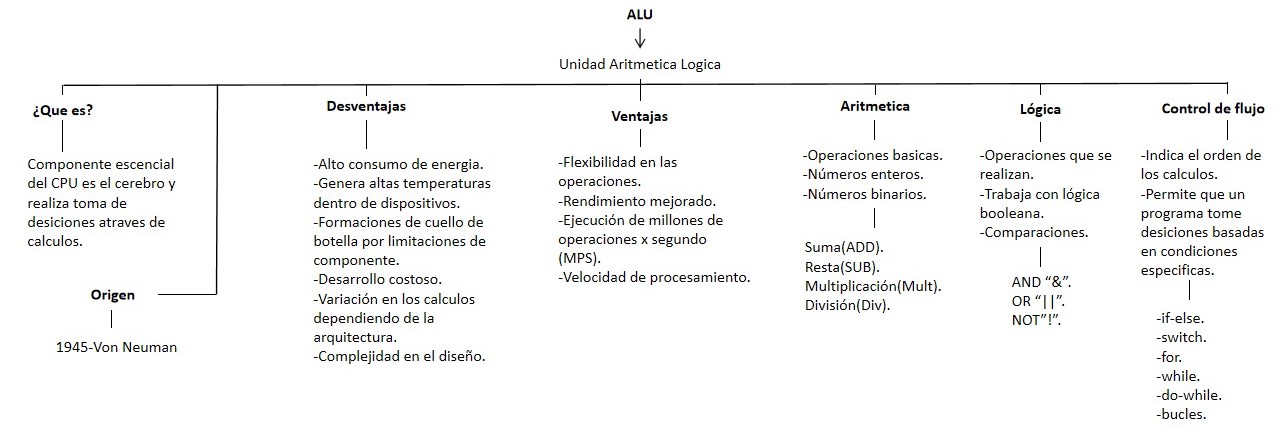 ALU
Unidad Aritmetica Logica
¿Que es?
Componente escencial
del CPU es el cerebro y
realiza toma de
desiciones atraves de
calculos.
Origen
1945-Von Neuman
Desventajas
-Alto consumo de energia.
-Genera altas temperaturas
dentro de dispositivos.
-Formaciones de cuello de
botella por limitaciones de
componente.
-Desarrollo costoso.
-Variación en los calculos
dependiendo de la
arquitectura.
-Complejidad en el diseño.
Ventajas
-Flexibilidad en las
operaciones.
-Rendimiento mejorado.
-Ejecución de millones de
operaciones x segundo
(MPS).
-Velocidad de procesamiento.
Aritmetica
-Operaciones basicas.
-Números enteros.
-Números binarios.
Suma(ADD).
Resta(SUB).
Multiplicación(Mult).
División(Div).
Lógica
-Operaciones que se
realizan.
-Trabaja con lógica
booleana.
-Comparaciones.
AND “&”.
OR “||”.
NOT”!”.
Control de flujo
-Indica el orden de
los calculos.
-Permite que un
programa tome
desiciones basadas
en condiciones
especificas.
-if-else.
-switch.
-for.
-while.
-do-while.
-bucles.